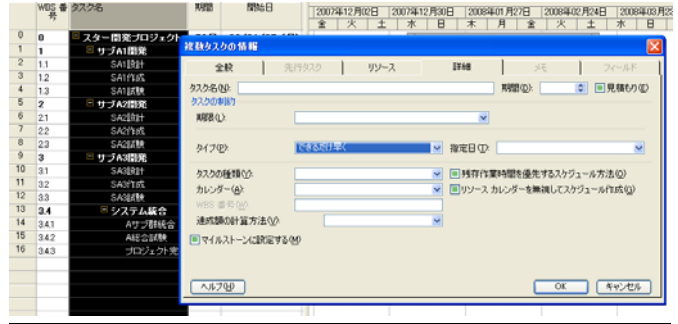 WBS 番号 タスク名 期間 開始日 2007年12月02日 2007年12月30日 2008年01月27日 2008年02月24日 2008年03月23
金 火 土 水 日 木 月 金 火 土 水 日
0 0 スター開発プロジェクト
1 1 サブA1開発
2 1.1 SA1設計
3 1.2 SA1作成
4 1.3 SA1試験
5 2 サブA2開発
6 2.1 SA2設計
7 2.2 SA2作成
8 2.3 SA2試験
9 3 サブA3開発
10 3.1 SA3設計
11 3.2 SA3作成
12 3.3 SA3試験
13 3.4 システム統合
14 3.4.1 Aサブ群統合
15 3.4.2 A総合試験
16 3.4.3 プロジェクト完
複数タスクの情報
全般 先行タスク リソース 詳細 メモ フィールド
タスク名(N): 期間(D): 見積もり(E)
タスクの制約
期限(L):
タイプ(P): できるだけ早く 指定日(T):
タスクの種類(Y): 残存作業時間を優先するスケジュール方法(O)
カレンダー(A): リソース カレンダーを無視してスケジュール作成(G)
WBS 番号(W)
達成額の計算方法(V)
マイルストーンに設定する(M)
ヘルプ(H) OK キャンセル